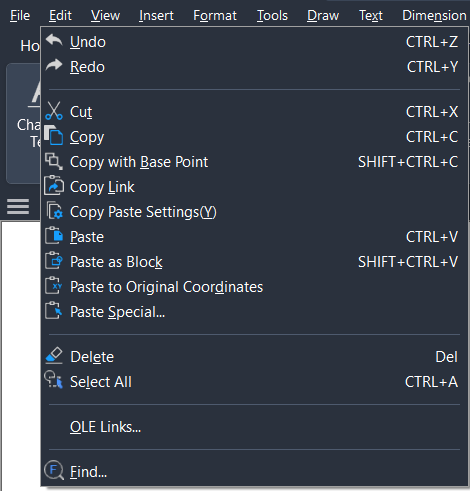 File Edit View Insert Format Tools Draw Text Dimension
Ho
Cha
Te
Undo CTRL+Z
Redo CTRL+Y
Cut CTRL+X
Copy CTRL+C
Copy with Base Point SHIFT+CTRL+C
Copy Link
Copy Paste Settings(Y)
Paste CTRL+V
Paste as Block SHIFT+CTRL+V
Paste to Original Coordinates
Paste Special...
Delete Del
Select All CTRL+A
OLE Links...
Find...